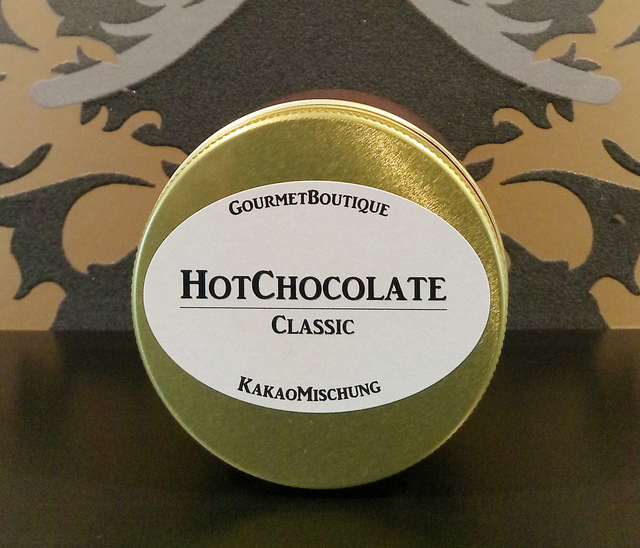 GourmetBoutique
HotChocolate
Classic
KakaoMischung